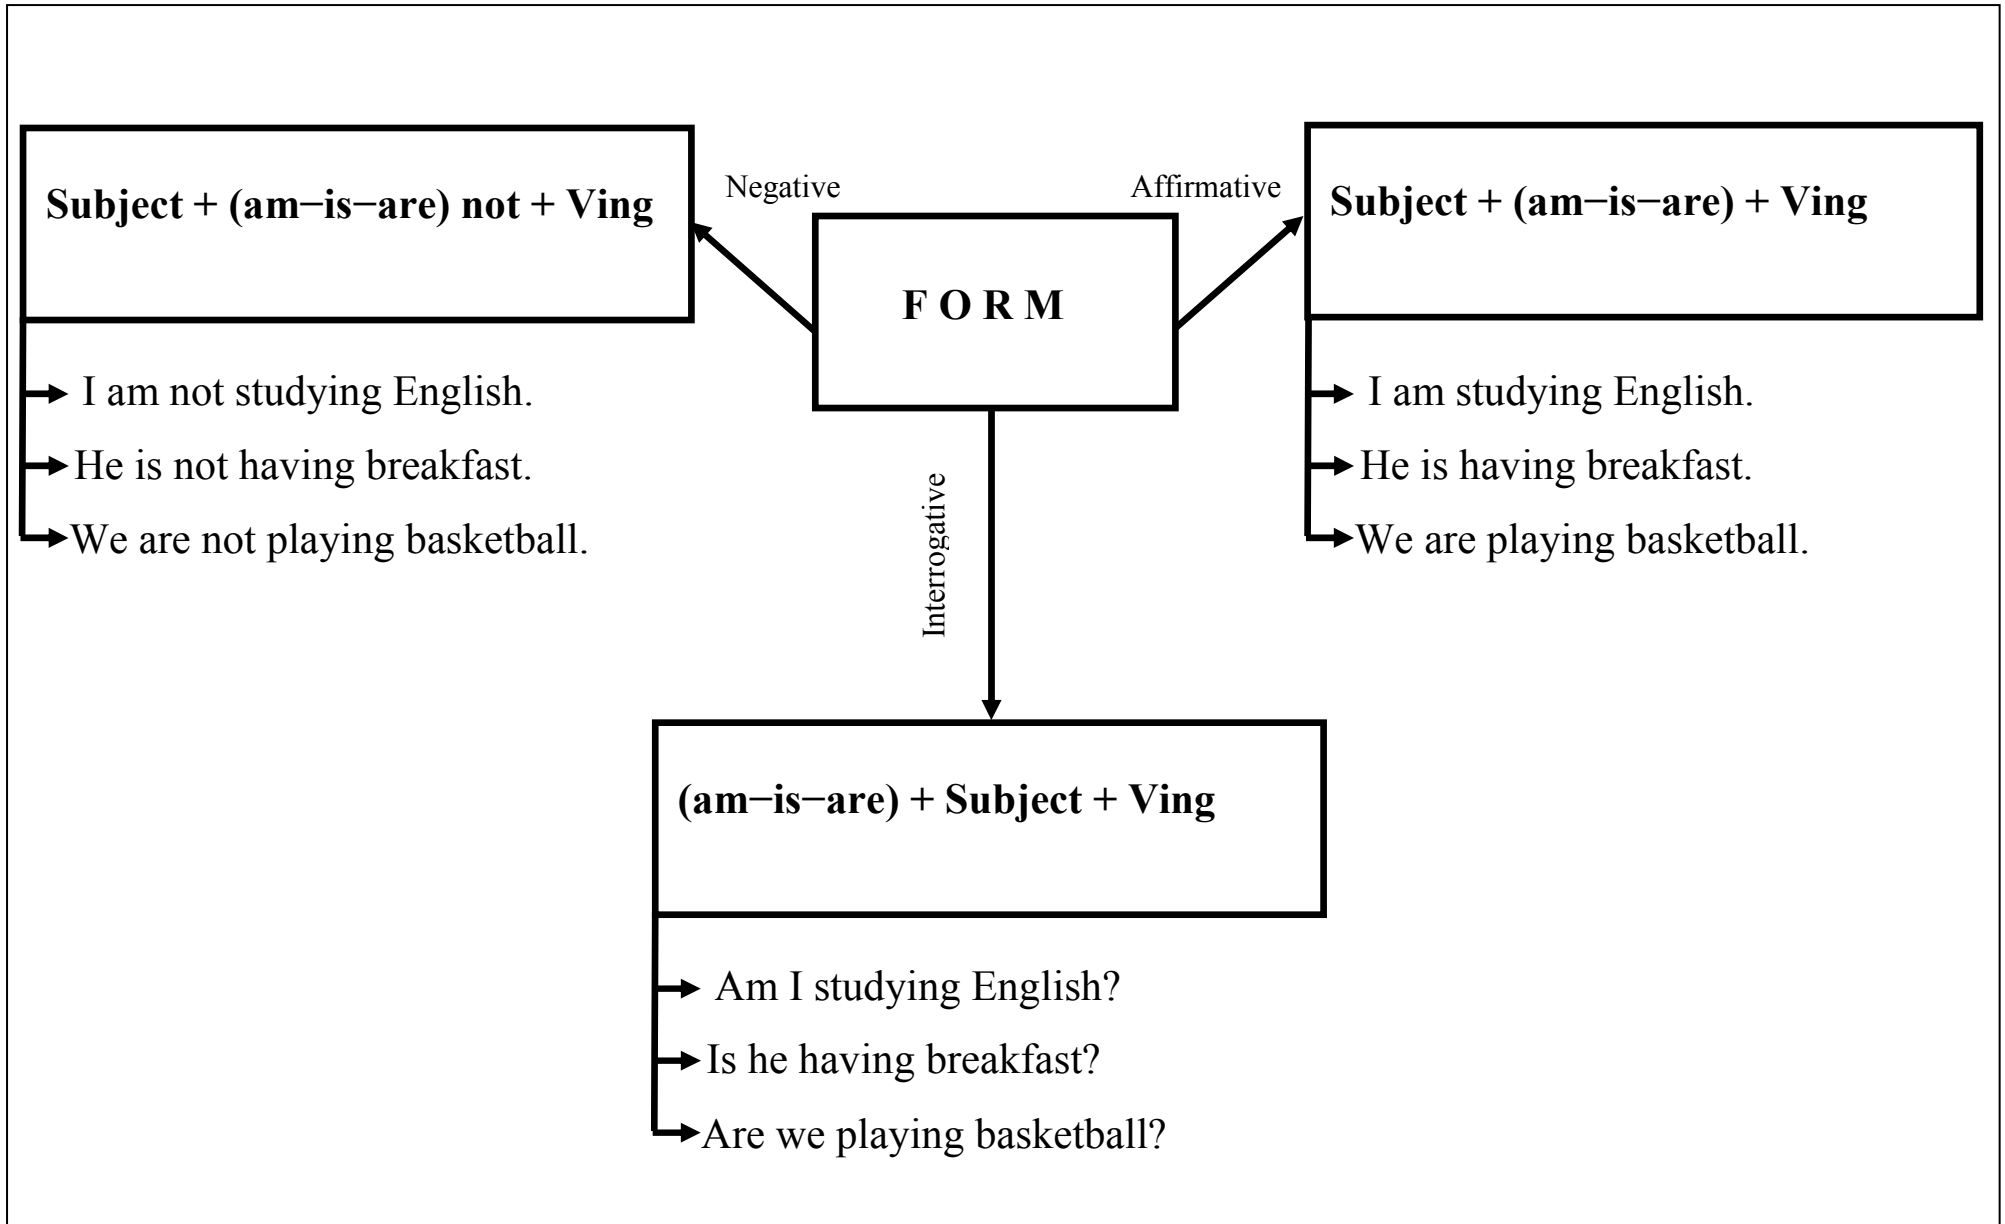 Negative
Affirmative
Subject + (am−is−are) not + Ving
F O R M
Subject + (am−is−are) + Ving
I am not studying English.
He is not having breakfast.
We are not playing basketball.
I am studying English.
He is having breakfast.
We are playing basketball.
Interrogative
(am−is−are) + Subject + Ving
Am I studying English?
Is he having breakfast?
Are we playing basketball?